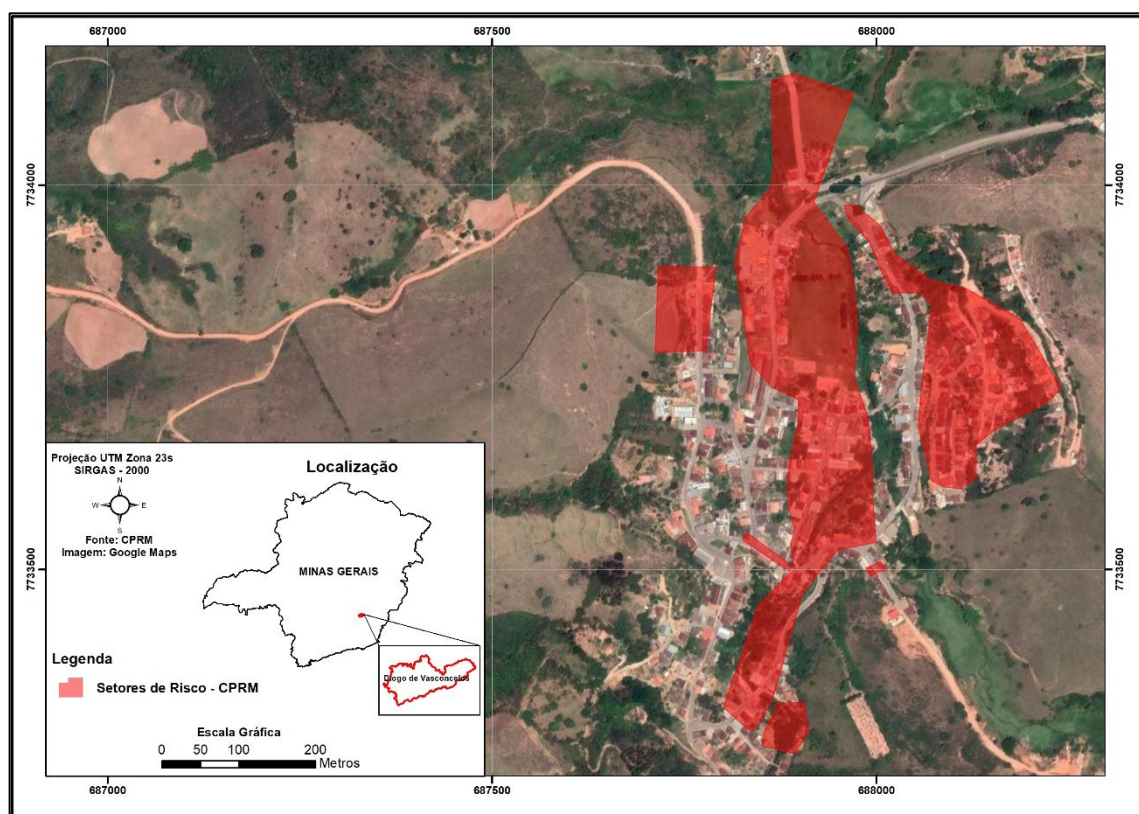 687000 687500 688000
7734000 7734000
Projeção UTM Zona 23s
SIRGAS - 2000
N
W E
S
Fonte: CPRM
Imagem: Google Maps
Localização
MINAS GERAIS
Diogo de Vasconcelos
Legenda
Setores de Risco - CPRM
Escala Gráfica
0 50 100 200
Metros
7733500 7733500
687000 687500 688000